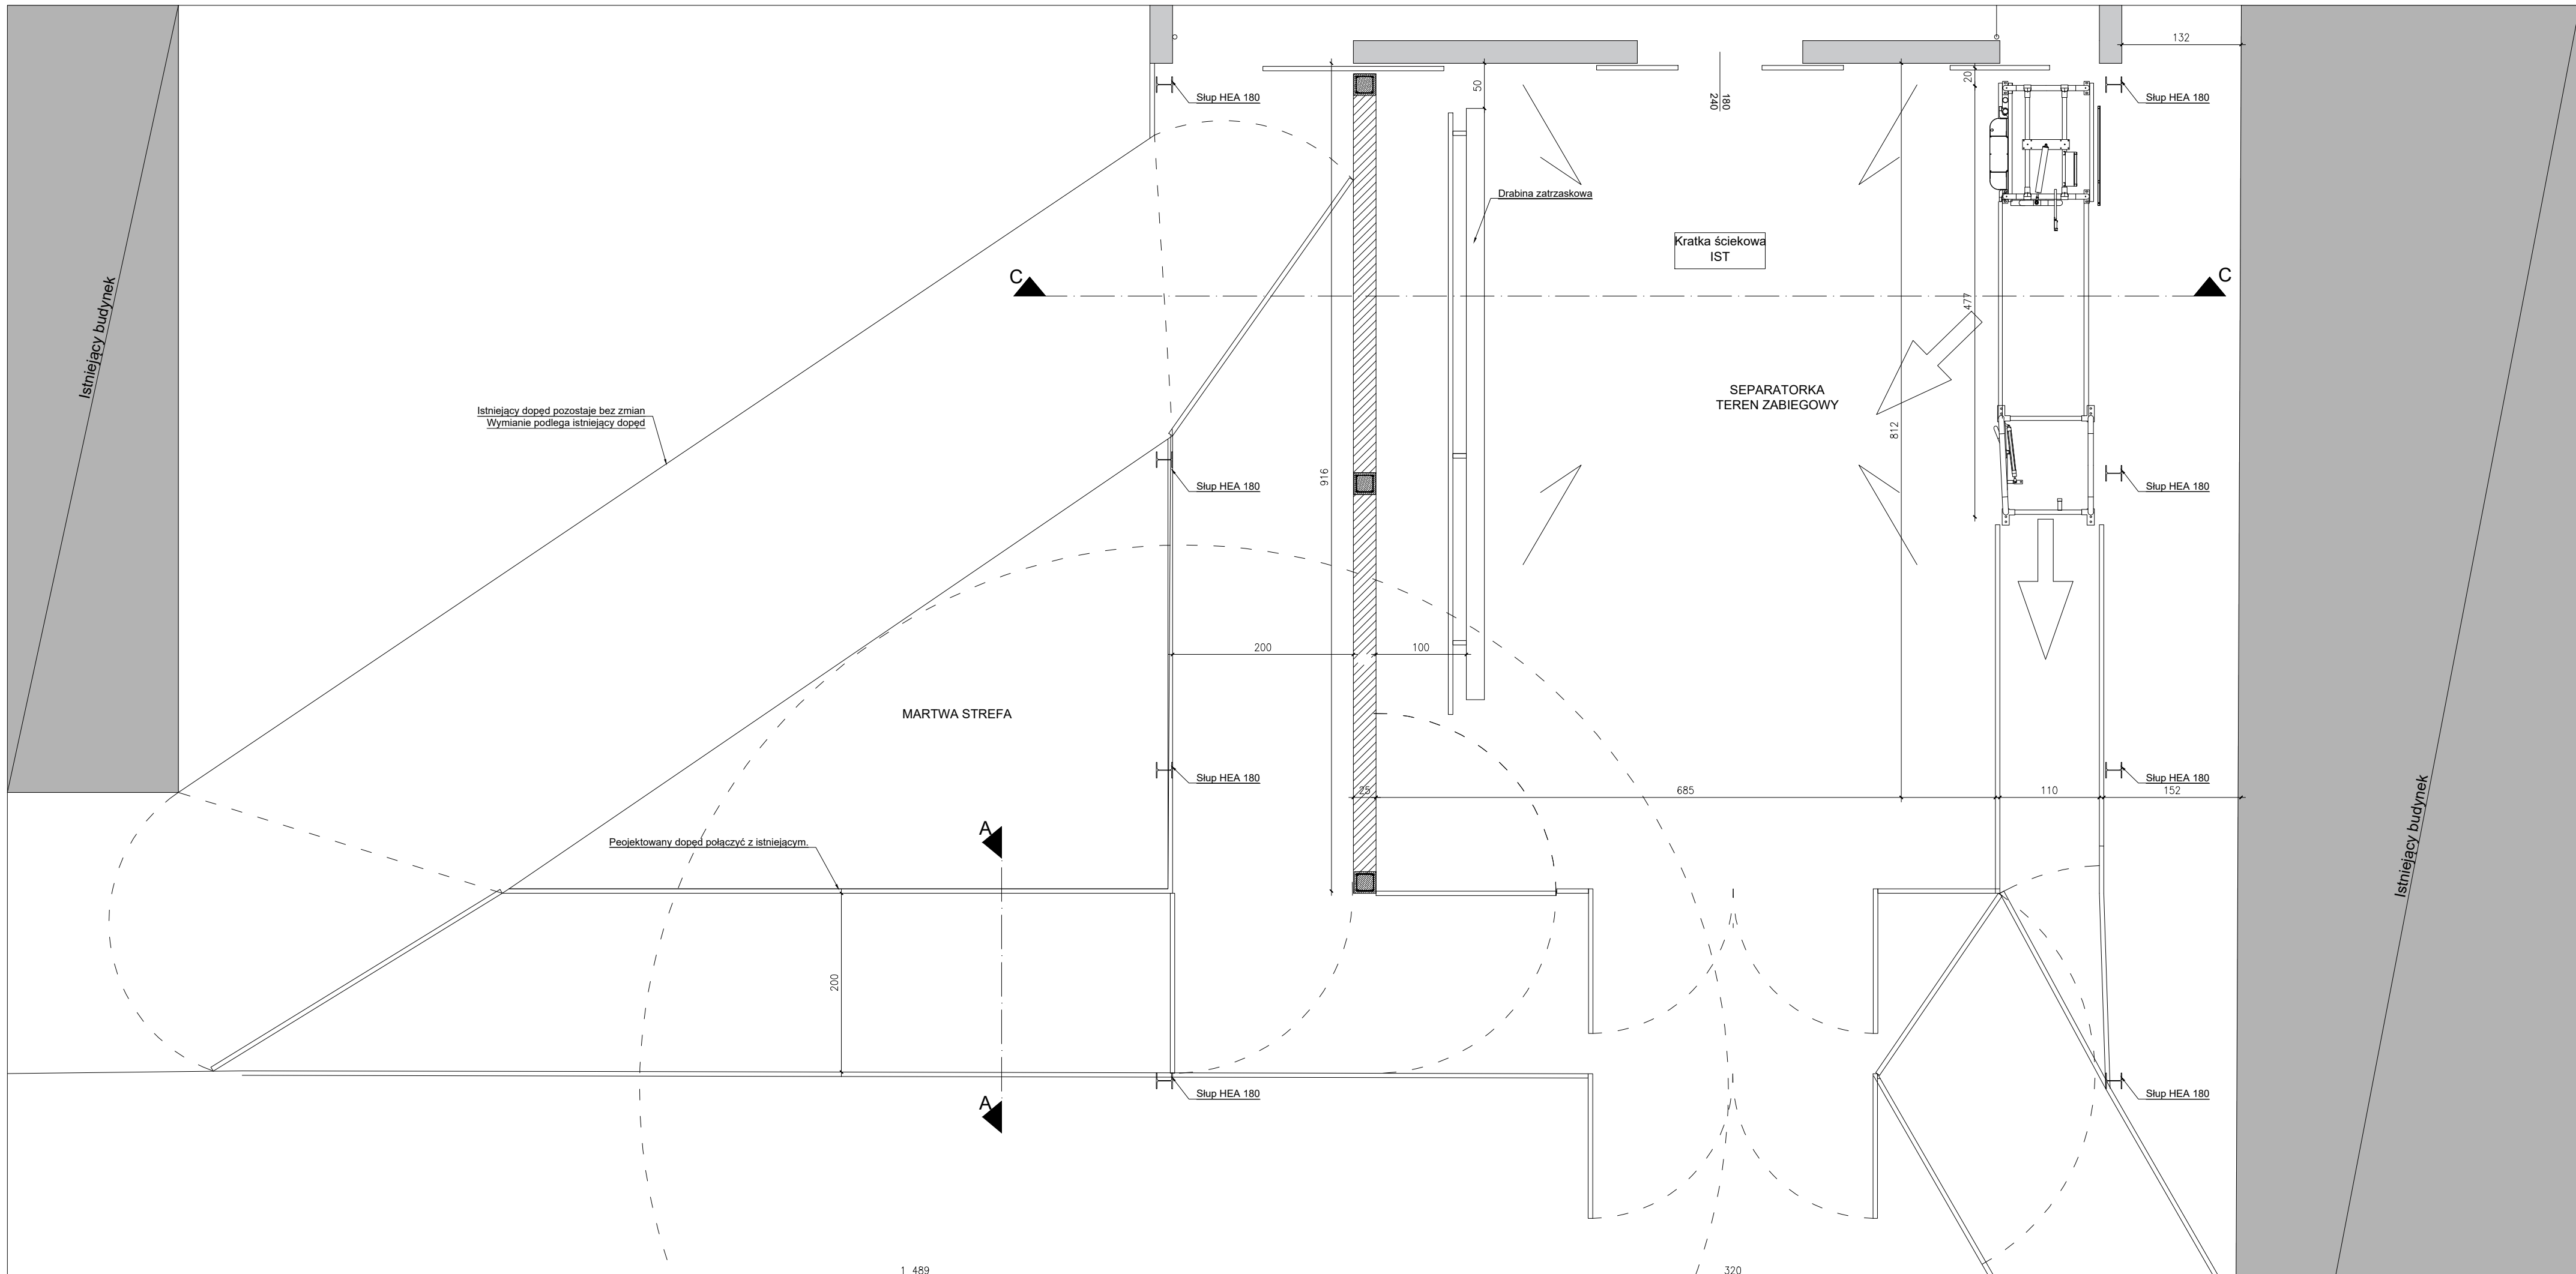 132
Słup HEA 180
Słup HEA 180
20
50
180
240
Drabina zatrzaskowa
Kratka ściekowa
IST
C
C
Istniejący budynek
477
SEPARATORKA
TEREN ZABIEGOWY
Istniejący dopęd pozostaje bez zmian
Wymianie podlega istniejący dopęd
812
916
Słup HEA 180
Słup HEA 180
200
100
MARTWA STREFA
Słup HEA 180
Słup HEA 180
25
685
110
152
Istniejący budynek
A
Peojektowany dopęd połączyć z istniejącym.
200
A
Słup HEA 180
Słup HEA 180
1 489
320